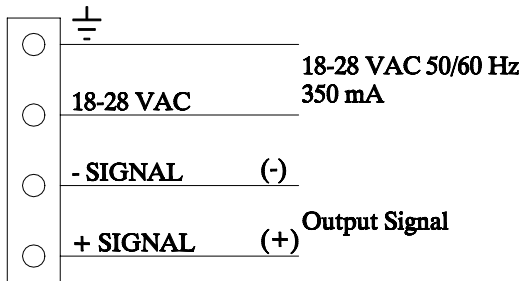 18-28 VAC 50/60 Hz
350 mA
18-28 VAC
- SIGNAL (-)
Output Signal
+ SIGNAL (+)